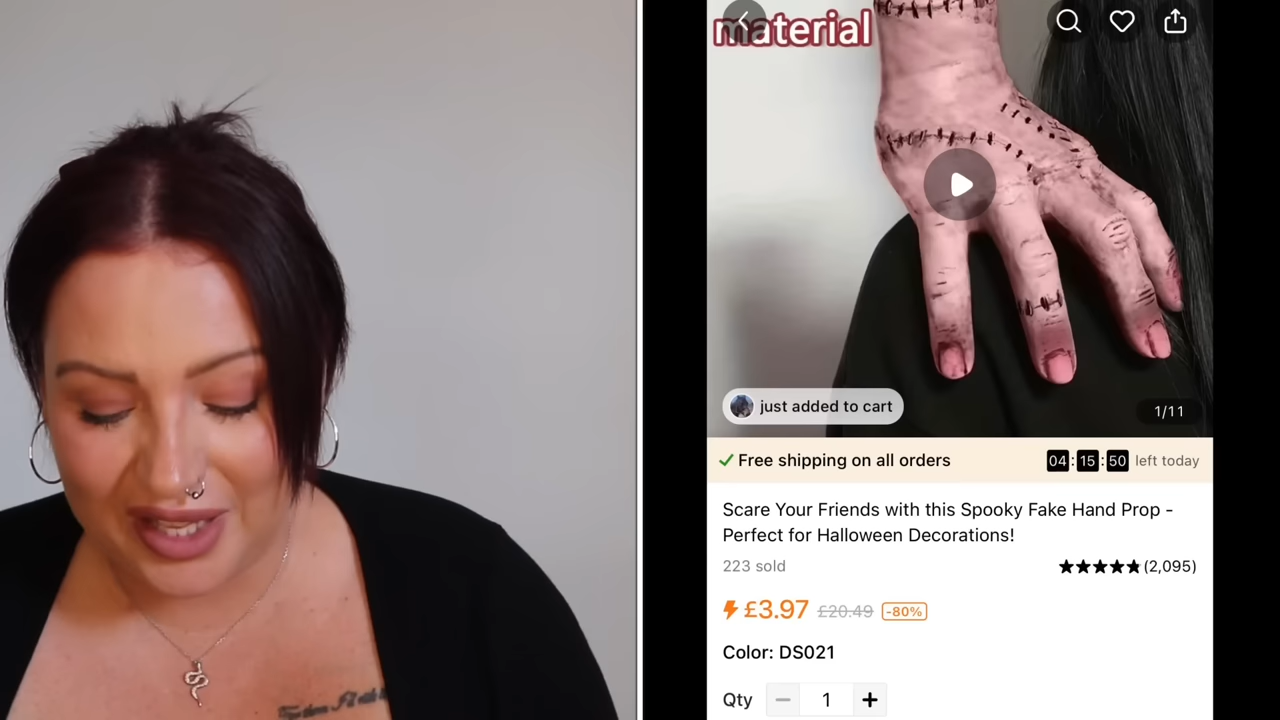 material
just added to cart
1/11
Free shipping on all orders
04:15:50 left today
Scare Your Friends with this Spooky Fake Hand Prop -
Perfect for Halloween Decorations!
223 sold
(2,095)
£3.97 £20.49 -80%
Color: DS021
Qty − 1 +